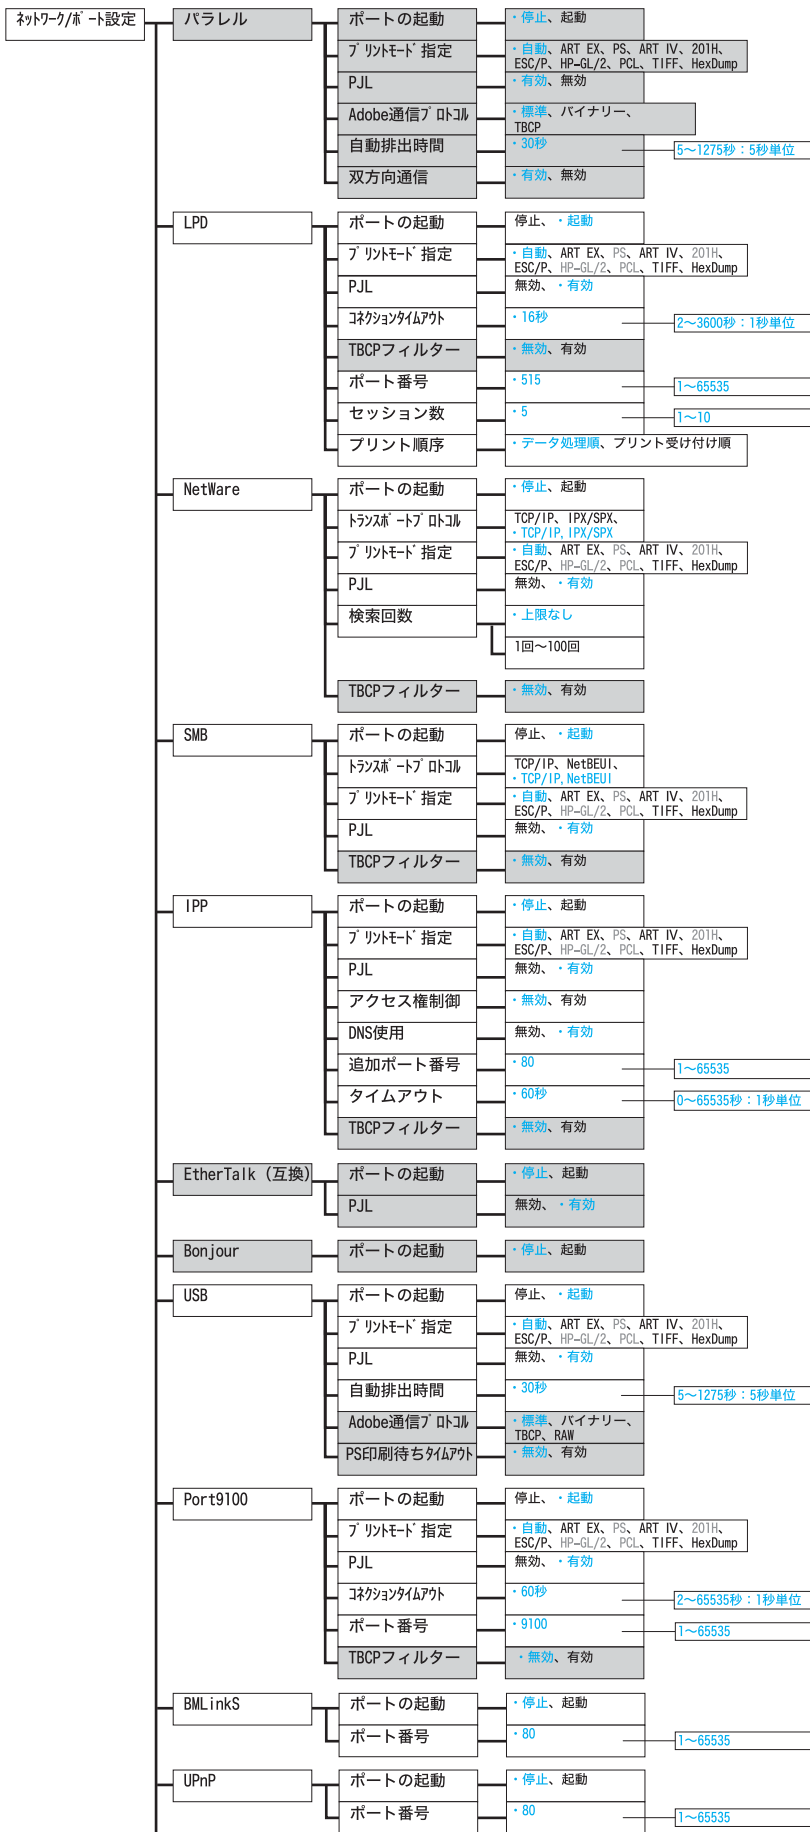 ネットワーク/ポート設定
パラレル
ポートの起動
・停止、起動
プリントモード指定
・自動、ART EX、PS、ART IV、201H、
ESC/P、HP-GL/2、PCL、TIFF、HexDump
PJL
・有効、無効
Adobe通信プロトコル
・標準、バイナリー、
TBCP
自動排出時間
・30秒
5〜1275秒：5秒単位
双方向通信
・有効、無効
LPD
ポートの起動
停止、・起動
プリントモード指定
・自動、ART EX、PS、ART IV、201H、
ESC/P、HP-GL/2、PCL、TIFF、HexDump
PJL
無効、・有効
コネクションタイムアウト
・16秒
2〜3600秒：1秒単位
TBCPフィルター
・無効、有効
ポート番号
・515
1〜65535
セッション数
・5
1〜10
プリント順序
・データ処理順、プリント受け付け順
NetWare
ポートの起動
・停止、起動
トランスポートプロトコル
TCP/IP、IPX/SPX、
・TCP/IP,IPX/SPX
プリントモード指定
・自動、ART EX、PS、ART IV、201H、
ESC/P、HP-GL/2、PCL、TIFF、HexDump
PJL
無効、・有効
検索回数
・上限なし
1回〜100回
TBCPフィルター
・無効、有効
SMB
ポートの起動
停止、・起動
トランスポートプロトコル
TCP/IP、NetBEUI、
・TCP/IP,NetBEUI
プリントモード指定
・自動、ART EX、PS、ART IV、201H、
ESC/P、HP-GL/2、PCL、TIFF、HexDump
PJL
無効、・有効
TBCPフィルター
・無効、有効
IPP
ポートの起動
・停止、起動
プリントモード指定
・自動、ART EX、PS、ART IV、201H、
ESC/P、HP-GL/2、PCL、TIFF、HexDump
PJL
無効、・有効
アクセス権制御
・無効、有効
DNS使用
無効、・有効
追加ポート番号
・80
1〜65535
タイムアウト
・60秒
0〜65535秒：1秒単位
TBCPフィルター
・無効、有効
EtherTalk（互換）
ポートの起動
・停止、起動
PJL
無効、・有効
Bonjour
ポートの起動
・停止、起動
USB
ポートの起動
停止、・起動
プリントモード指定
・自動、ART EX、PS、ART IV、201H、
ESC/P、HP-GL/2、PCL、TIFF、HexDump
PJL
無効、・有効
自動排出時間
・30秒
5〜1275秒：5秒単位
Adobe通信プロトコル
・標準、バイナリー、
TBCP、RAW
PS印刷待ちタイムアウト
・無効、有効
Port9100
ポートの起動
停止、・起動
プリントモード指定
・自動、ART EX、PS、ART IV、201H、
ESC/P、HP-GL/2、PCL、TIFF、HexDump
PJL
無効、・有効
コネクションタイムアウト
・60秒
2〜65535秒：1秒単位
ポート番号
・9100
1〜65535
TBCPフィルター
・無効、有効
BMLinkS
ポートの起動
・停止、起動
ポート番号
・80
1〜65535
UPnP
ポートの起動
・停止、起動
ポート番号
・80
1〜65535